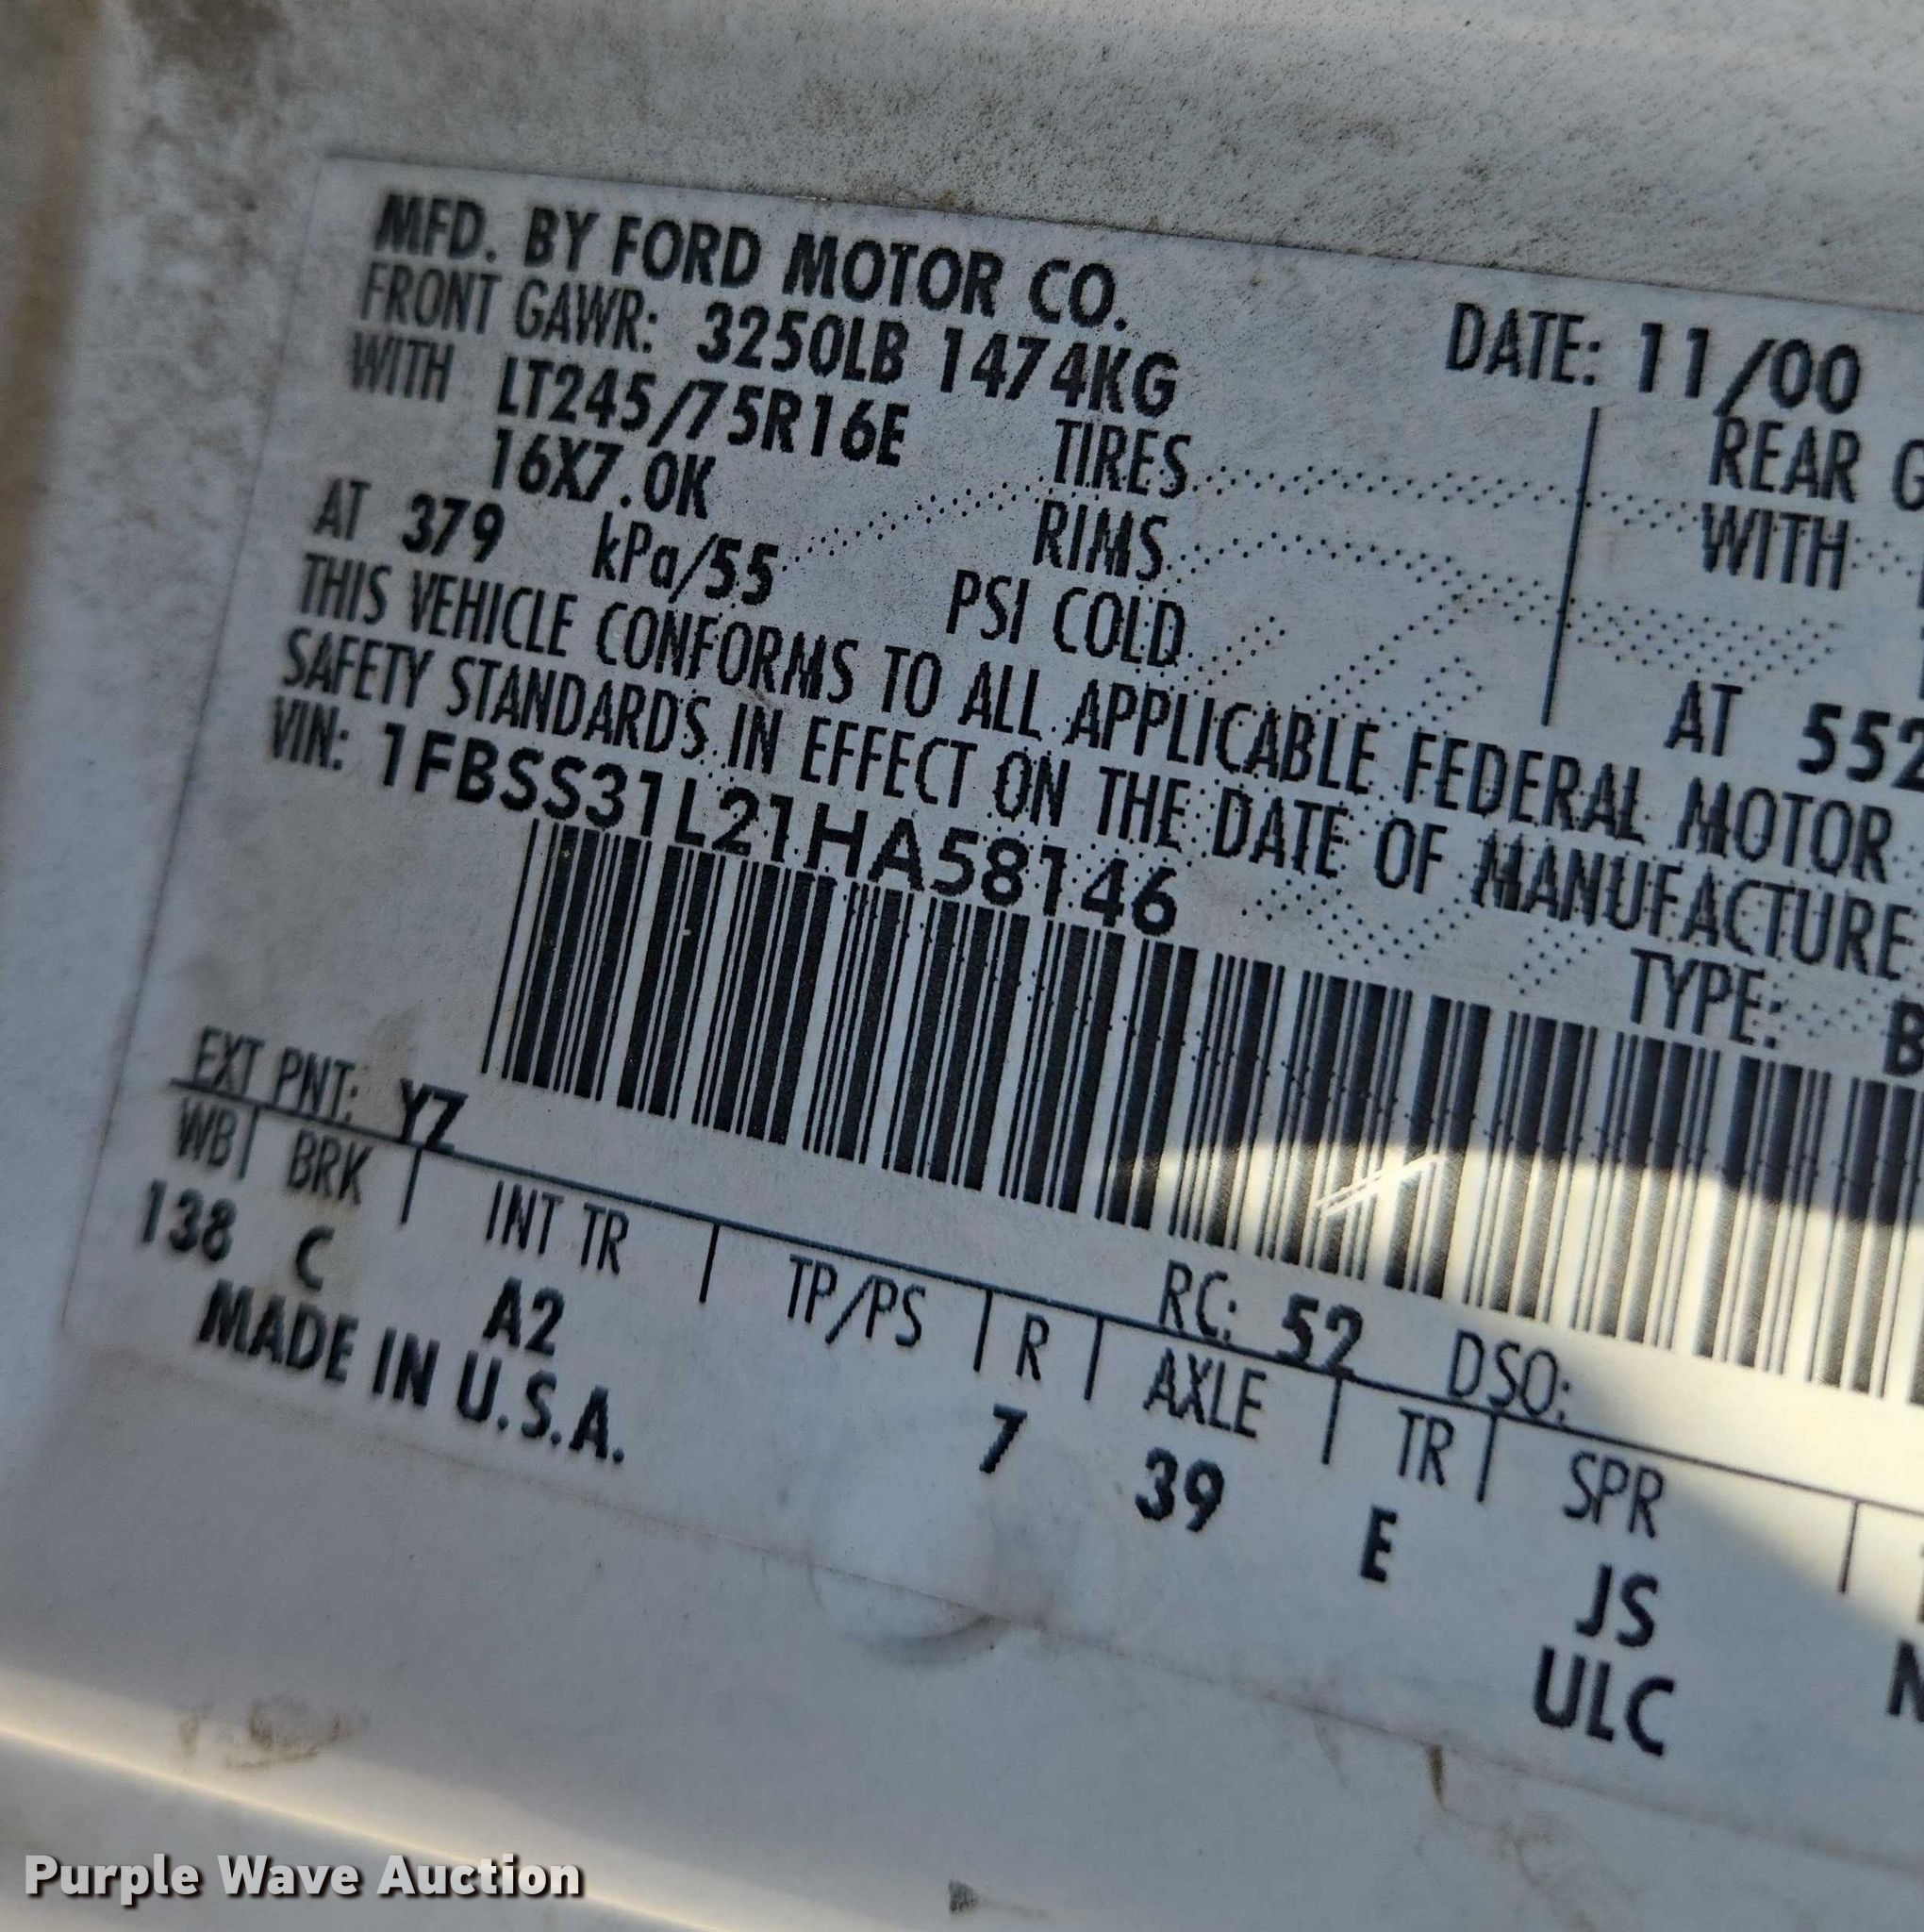 MFD. BY FORD MOTOR CO.
DATE: 11/00
FRONT GAWR: 3250LB 1474KG
REAR G
WITH LT245/75R16E TIRES
WITH
16X7.0K RIMS
AT 379 kPa/55 PSI COLD
AT 552
THIS VEHICLE CONFORMS TO ALL APPLICABLE FEDERAL MOTOR
SAFETY STANDARDS IN EFFECT ON THE DATE OF MANUFACTURE
VIN: 1FBSS31L21HA58146
TYPE: B
EXT PNT: YZ RC: 52 DSO:
WB BRK INT TR TP/PS R AXLE TR SPR
138 C A2 7 39 E JS
MADE IN U.S.A. ULC
Purple Wave Auction